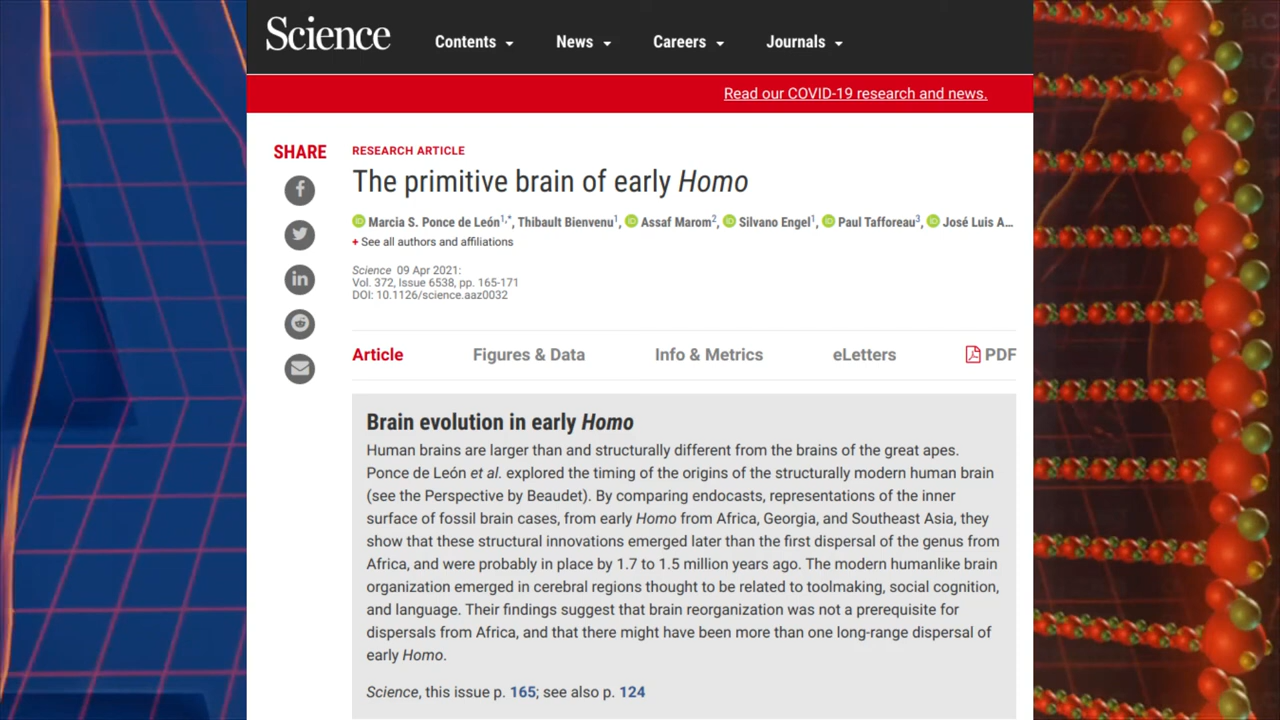 Science
Contents
News
Careers
Journals
Read our COVID-19 research and news.
SHARE
RESEARCH ARTICLE
The primitive brain of early Homo
Marcia S. Ponce de León1,*, Thibault Bienvenu1, Assaf Marom2, Silvano Engel1, Paul Tafforeau3, José Luis A...
+ See all authors and affiliations
Science 09 Apr 2021:
Vol. 372, Issue 6538, pp. 165-171
DOI: 10.1126/science.aaz0032
Article
Figures & Data
Info & Metrics
eLetters
PDF
Brain evolution in early Homo
Human brains are larger than and structurally different from the brains of the great apes.
Ponce de León et al. explored the timing of the origins of the structurally modern human brain
(see the Perspective by Beaudet). By comparing endocasts, representations of the inner
surface of fossil brain cases, from early Homo from Africa, Georgia, and Southeast Asia, they
show that these structural innovations emerged later than the first dispersal of the genus from
Africa, and were probably in place by 1.7 to 1.5 million years ago. The modern humanlike brain
organization emerged in cerebral regions thought to be related to toolmaking, social cognition,
and language. Their findings suggest that brain reorganization was not a prerequisite for
dispersals from Africa, and that there might have been more than one long-range dispersal of
early Homo.
Science, this issue p. 165; see also p. 124